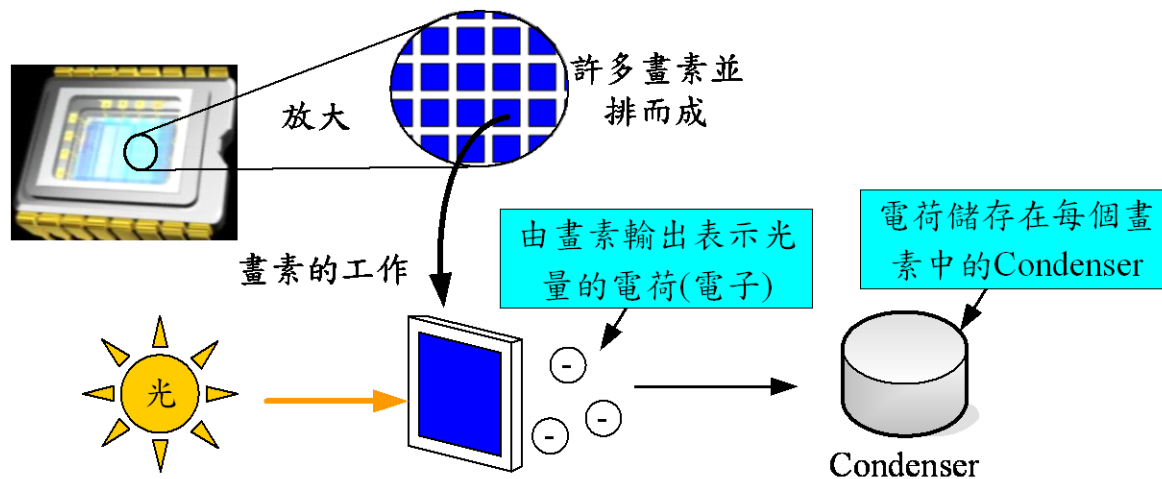 許多畫素並
排而成
放大
畫素的工作
由畫素輸出表示光
量的電荷(電子)
電荷儲存在每個畫
素中的Condenser
光
-
-
-
Condenser